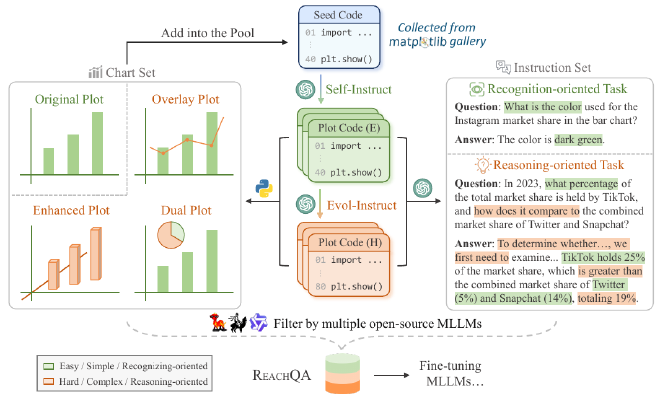 Add into the Pool
Seed Code
01 import ...
⋮
40 plt.show()
Collected from
matplotlib gallery
Chart Set
Original Plot
Overlay Plot
Enhanced Plot
Dual Plot
Self-Instruct
Plot Code (E)
01 import ...
⋮
40 plt.show()
Evol-Instruct
Plot Code (H)
01 import ...
⋮
80 plt.show()
Instruction Set
Recognition-oriented Task
Question: What is the color used for the
Instagram market share in the bar chart?
Answer: The color is dark green.
Reasoning-oriented Task
Question: In 2023, what percentage of
the total market share is held by TikTok,
and how does it compare to the combined
market share of Twitter and Snapchat?
Answer: To determine whether…, we
first need to examine... TikTok holds 25%
of the market share, which is greater than
the combined market share of Twitter
(5%) and Snapchat (14%), totaling 19%.
Filter by multiple open-source MLLMs
Easy / Simple / Recognizing-oriented
Hard / Complex / Reasoning-oriented
REACHQA
Fine-tuning
MLLMs…